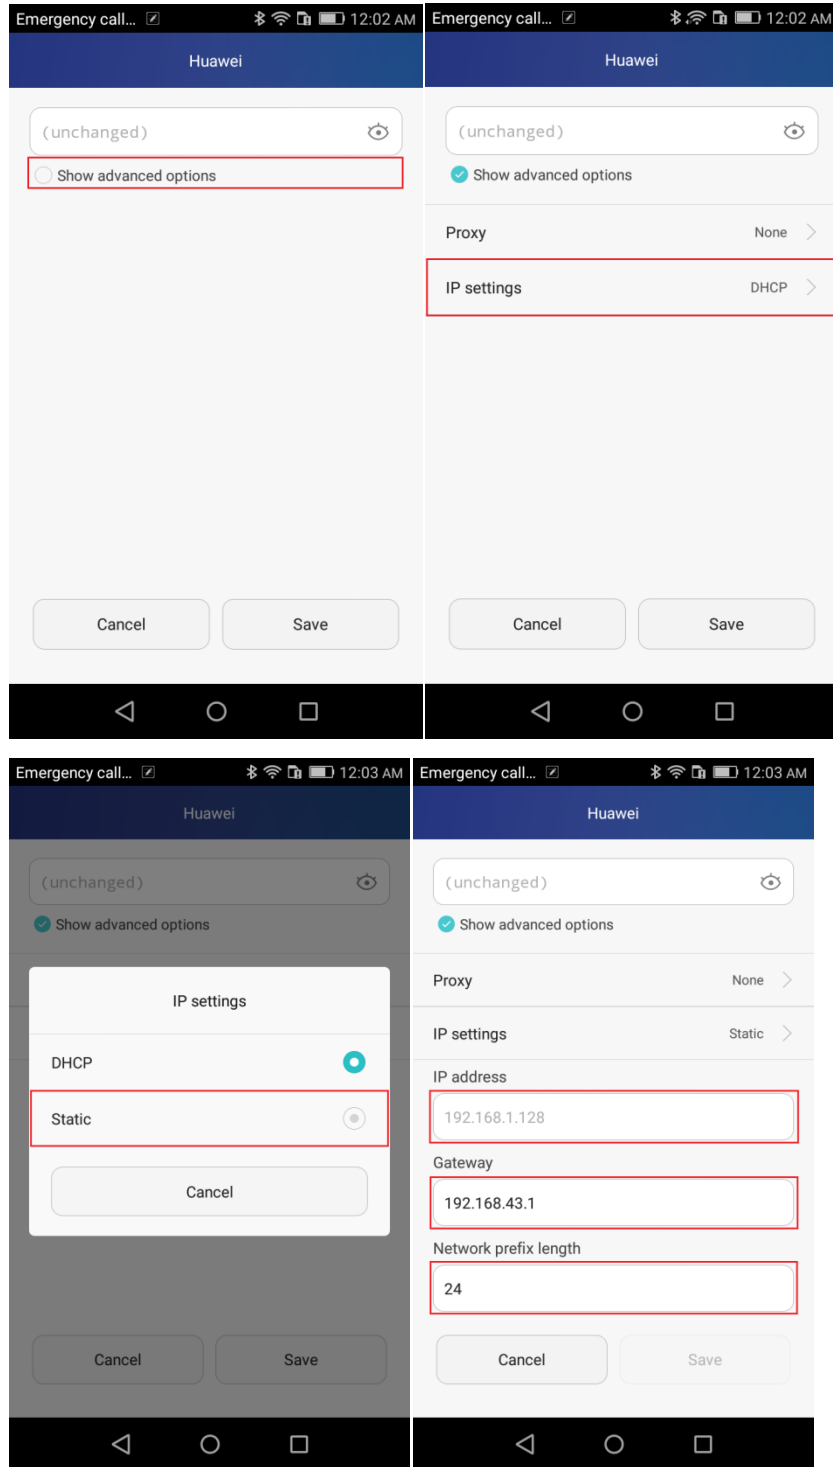 Emergency call... 12:02 AM
Huawei
(unchanged)
Show advanced options
Cancel Save
Emergency call... 12:02 AM
Huawei
(unchanged)
Show advanced options
Proxy None
IP settings DHCP
Cancel Save
Emergency call... 12:03 AM
Huawei
(unchanged)
Show advanced options
IP settings
DHCP
Static
Cancel
Cancel Save
Emergency call... 12:03 AM
Huawei
(unchanged)
Show advanced options
Proxy None
IP settings Static
IP address
192.168.1.128
Gateway
192.168.43.1
Network prefix length
24
Cancel Save